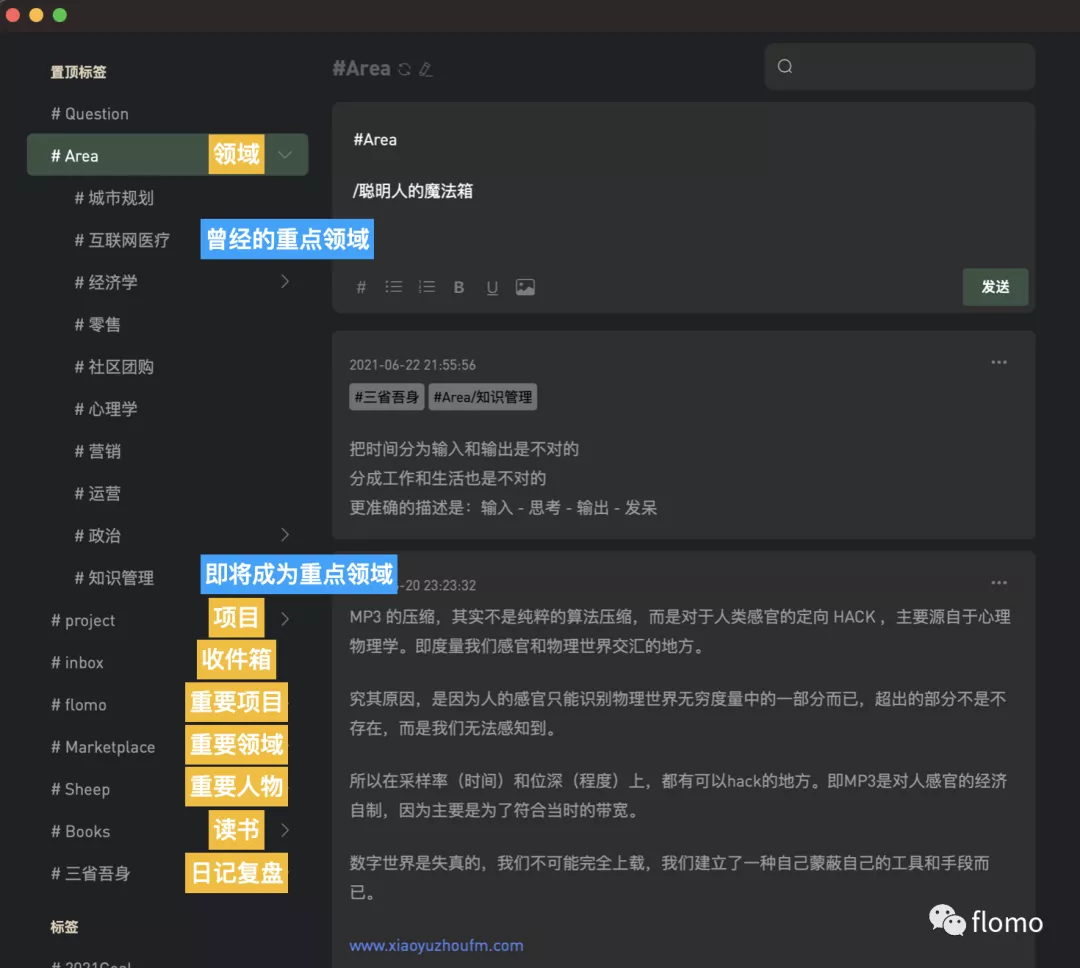 置顶标签
# Question
# Area 领域
# 城市规划
# 互联网医疗 曾经的重点领域
# 经济学
# 零售
# 社区团购
# 心理学
# 营销
# 运营
# 政治
# 知识管理 即将成为重点领域
# project 项目
# inbox 收件箱
# flomo 重要项目
# Marketplace 重要领域
# Sheep 重要人物
# Books 读书
# 三省吾身 日记复盘
标签
#Area
#Area
/聪明人的魔法箱
# B U
发送
2021-06-22 21:55:56
#三省吾身 #Area/知识管理
把时间分为输入和输出是不对的
分成工作和生活也是不对的
更准确的描述是：输入 - 思考 - 输出 - 发呆
-20 23:23:32
MP3 的压缩，其实不是纯粹的算法压缩，而是对于人类感官的定向 HACK ，主要源自于心理
物理学。即度量我们感官和物理世界交汇的地方。
究其原因，是因为人的感官只能识别物理世界无穷度量中的一部分而已，超出的部分不是不
存在，而是我们无法感知到。
所以在采样率（时间）和位深（程度）上，都有可以hack的地方。即MP3是对人感官的经济
自制，因为主要是为了符合当时的带宽。
数字世界是失真的，我们不可能完全上载，我们建立了一种自己蒙蔽自己的工具和手段而
已。
www.xiaoyuzhoufm.com
flomo